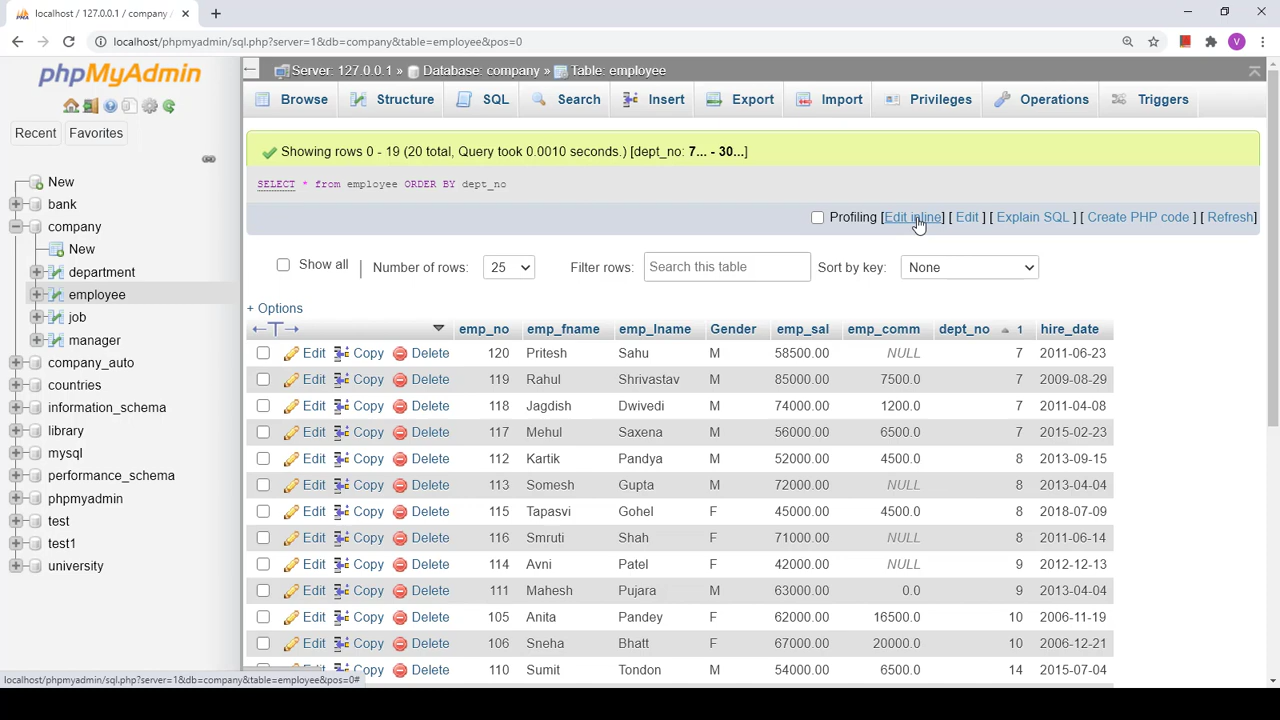 localhost / 127.0.0.1 / company /
localhost/phpmyadmin/sql.php?server=1&db=company&table=employee&pos=0
V
phpMyAdmin
Recent
Favorites
New
bank
company
New
department
employee
job
manager
company_auto
countries
information_schema
library
mysql
performance_schema
phpmyadmin
test
test1
university
Server: 127.0.0.1 » Database: company » Table: employee
Browse Structure SQL Search Insert Export Import Privileges Operations Triggers
Showing rows 0 - 19 (20 total, Query took 0.0010 seconds.) [dept_no: 7... - 30...]
SELECT * from employee ORDER BY dept_no
Profiling [Edit inline] [ Edit ] [ Explain SQL ] [ Create PHP code ] [ Refresh]
Show all Number of rows: 25 Filter rows: Search this table Sort by key: None
+ Options
←T→ emp_no emp_fname emp_lname Gender emp_sal emp_comm dept_no 1 hire_date
Edit Copy Delete 120 Pritesh Sahu M 58500.00 NULL 7 2011-06-23
Edit Copy Delete 119 Rahul Shrivastav M 85000.00 7500.0 7 2009-08-29
Edit Copy Delete 118 Jagdish Dwivedi M 74000.00 1200.0 7 2011-04-08
Edit Copy Delete 117 Mehul Saxena M 56000.00 6500.0 7 2015-02-23
Edit Copy Delete 112 Kartik Pandya M 52000.00 4500.0 8 2013-09-15
Edit Copy Delete 113 Somesh Gupta M 72000.00 4500.0 8 2013-04-04
Edit Copy Delete 115 Tapasvi Gohel F 45000.00 4500.0 8 2018-07-09
Edit Copy Delete 116 Smruti Shah F 71000.00 NULL 8 2011-06-14
Edit Copy Delete 114 Avni Patel F 42000.00 NULL 9 2012-12-13
Edit Copy Delete 111 Mahesh Pujara M 63000.00 0.0 9 2013-04-04
Edit Copy Delete 105 Anita Pandey F 62000.00 16500.0 10 2006-11-19
Edit Copy Delete 106 Sneha Bhatt F 67000.00 20000.0 10 2006-12-21
Edit Copy Delete 110 Sumit Tondon M 54000.00 6500.0 14 2015-07-04
localhost/phpmyadmin/sql.php?server=1&db=company&table=employee&pos=0#